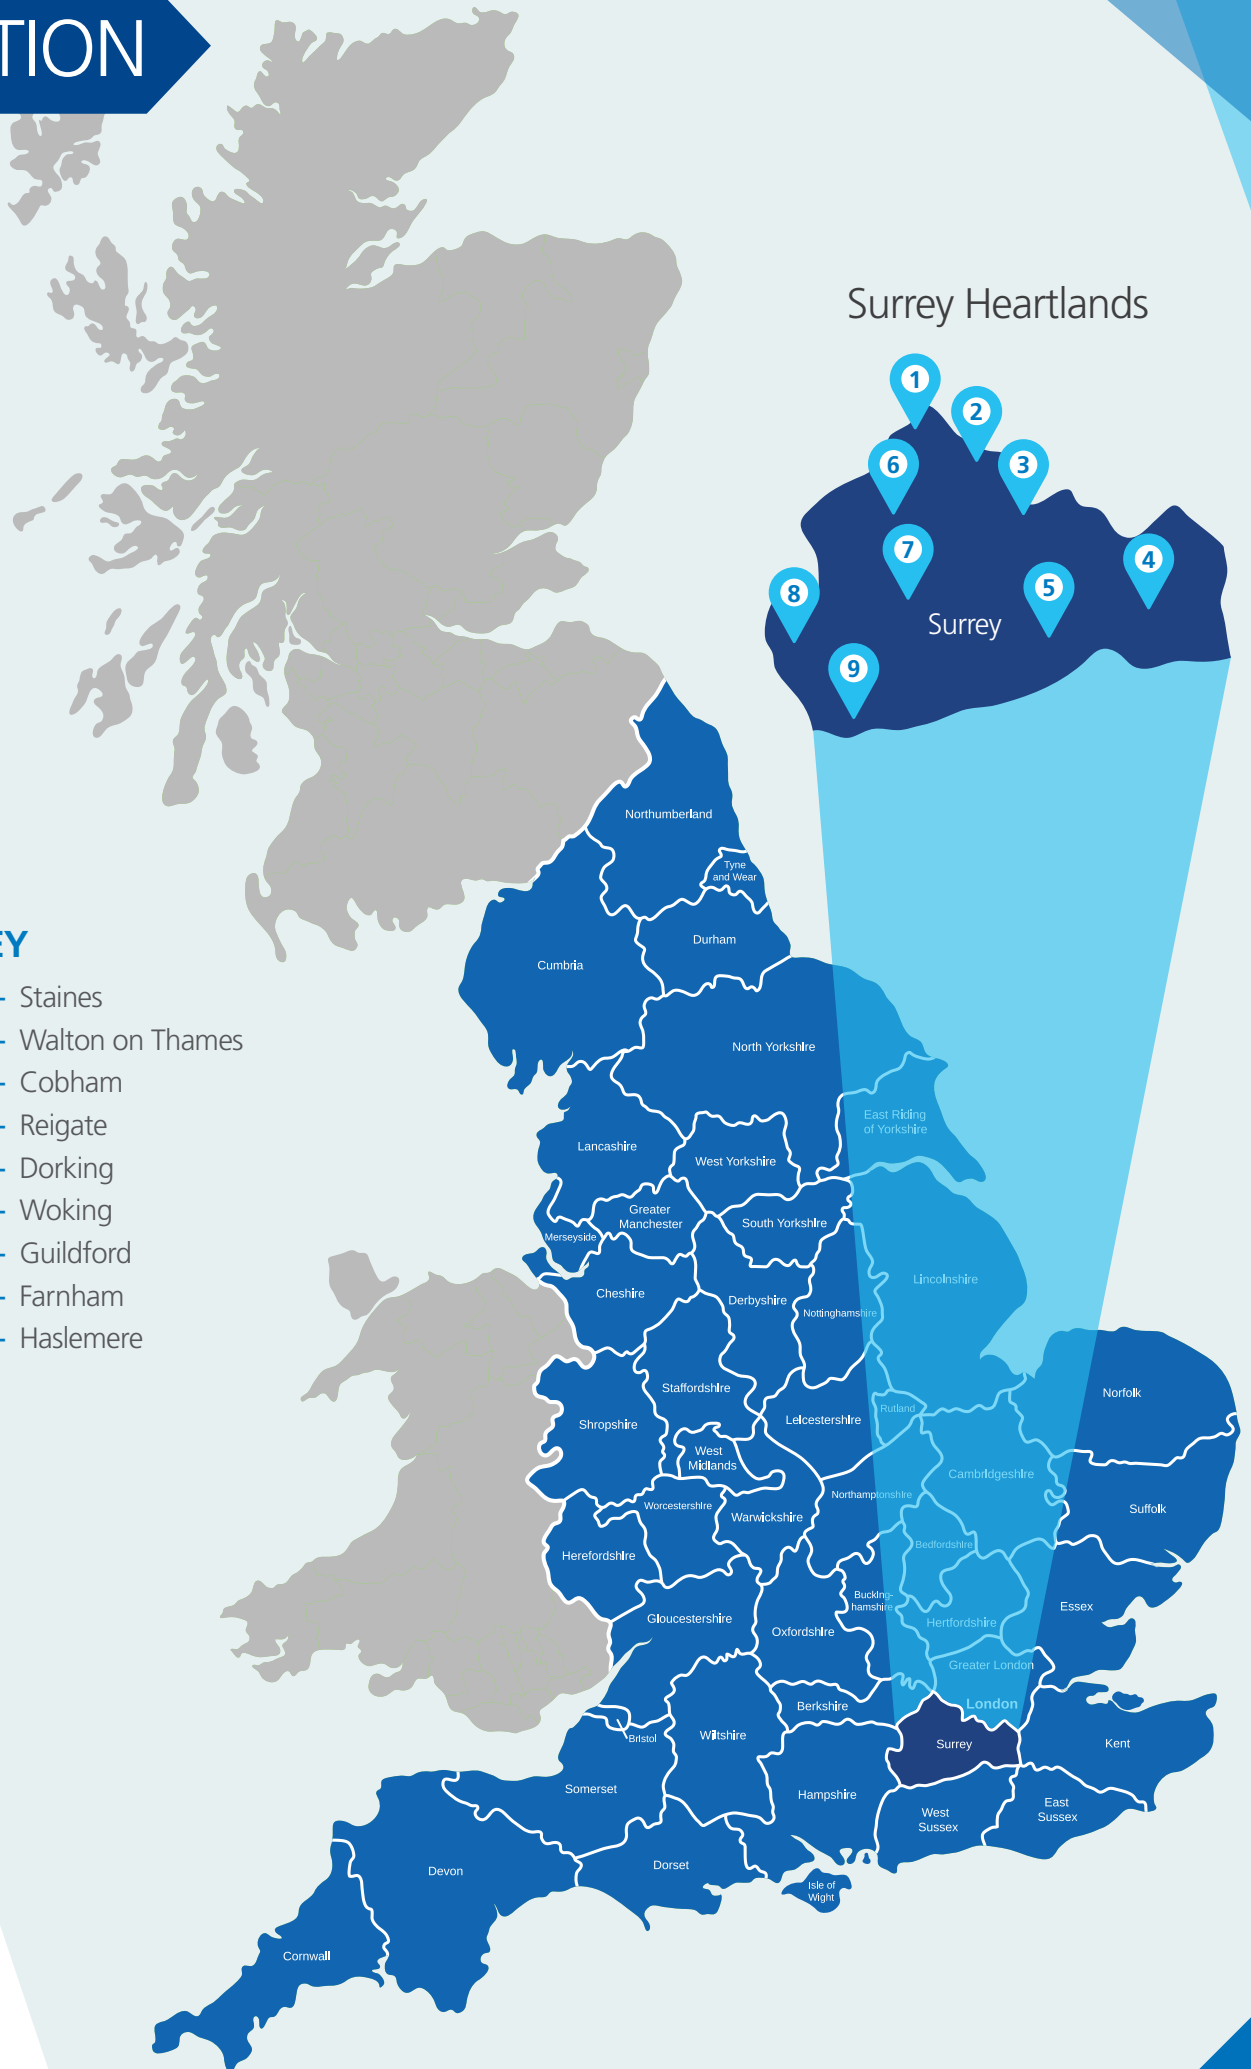 TION
Surrey Heartlands
1
2
3
6
7
4
5
8
9
Surrey
EY
- Staines
- Walton on Thames
- Cobham
- Reigate
- Dorking
- Woking
- Guildford
- Farnham
- Haslemere
Northumberland
Tyne
and Wear
Durham
Cumbria
North Yorkshire
East Riding
of Yorkshire
Lancashire
West Yorkshire
Greater
Manchester
South Yorkshire
Merseyside
Cheshire
Derbyshire
Nottinghamshire
Lincolnshire
Staffordshire
Shropshire
Leicestershire
Rutland
Norfolk
West
Midlands
Cambridgeshire
Northamptonshire
Worcestershire
Warwickshire
Suffolk
Herefordshire
Bedfordshire
Bucking-
hamshire
Gloucestershire
Oxfordshire
Hertfordshire
Essex
Greater London
London
Berkshire
Bristol
Wiltshire
Surrey
Kent
Somerset
Hampshire
West
Sussex
East
Sussex
Devon
Dorset
Isle of
Wight
Cornwall